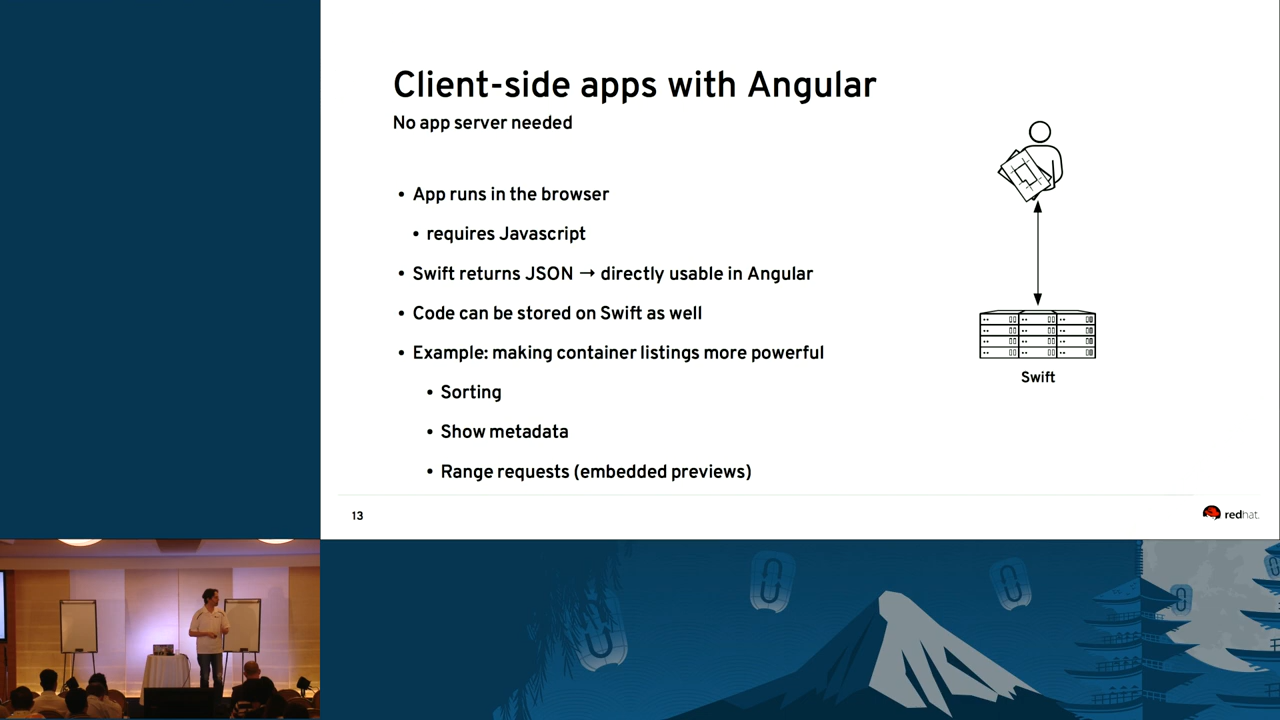 Client-side apps with Angular
No app server needed
• App runs in the browser
• requires Javascript
• Swift returns JSON → directly usable in Angular
• Code can be stored on Swift as well
• Example: making container listings more powerful
• Sorting
• Show metadata
• Range requests (embedded previews)
Swift
13
redhat.